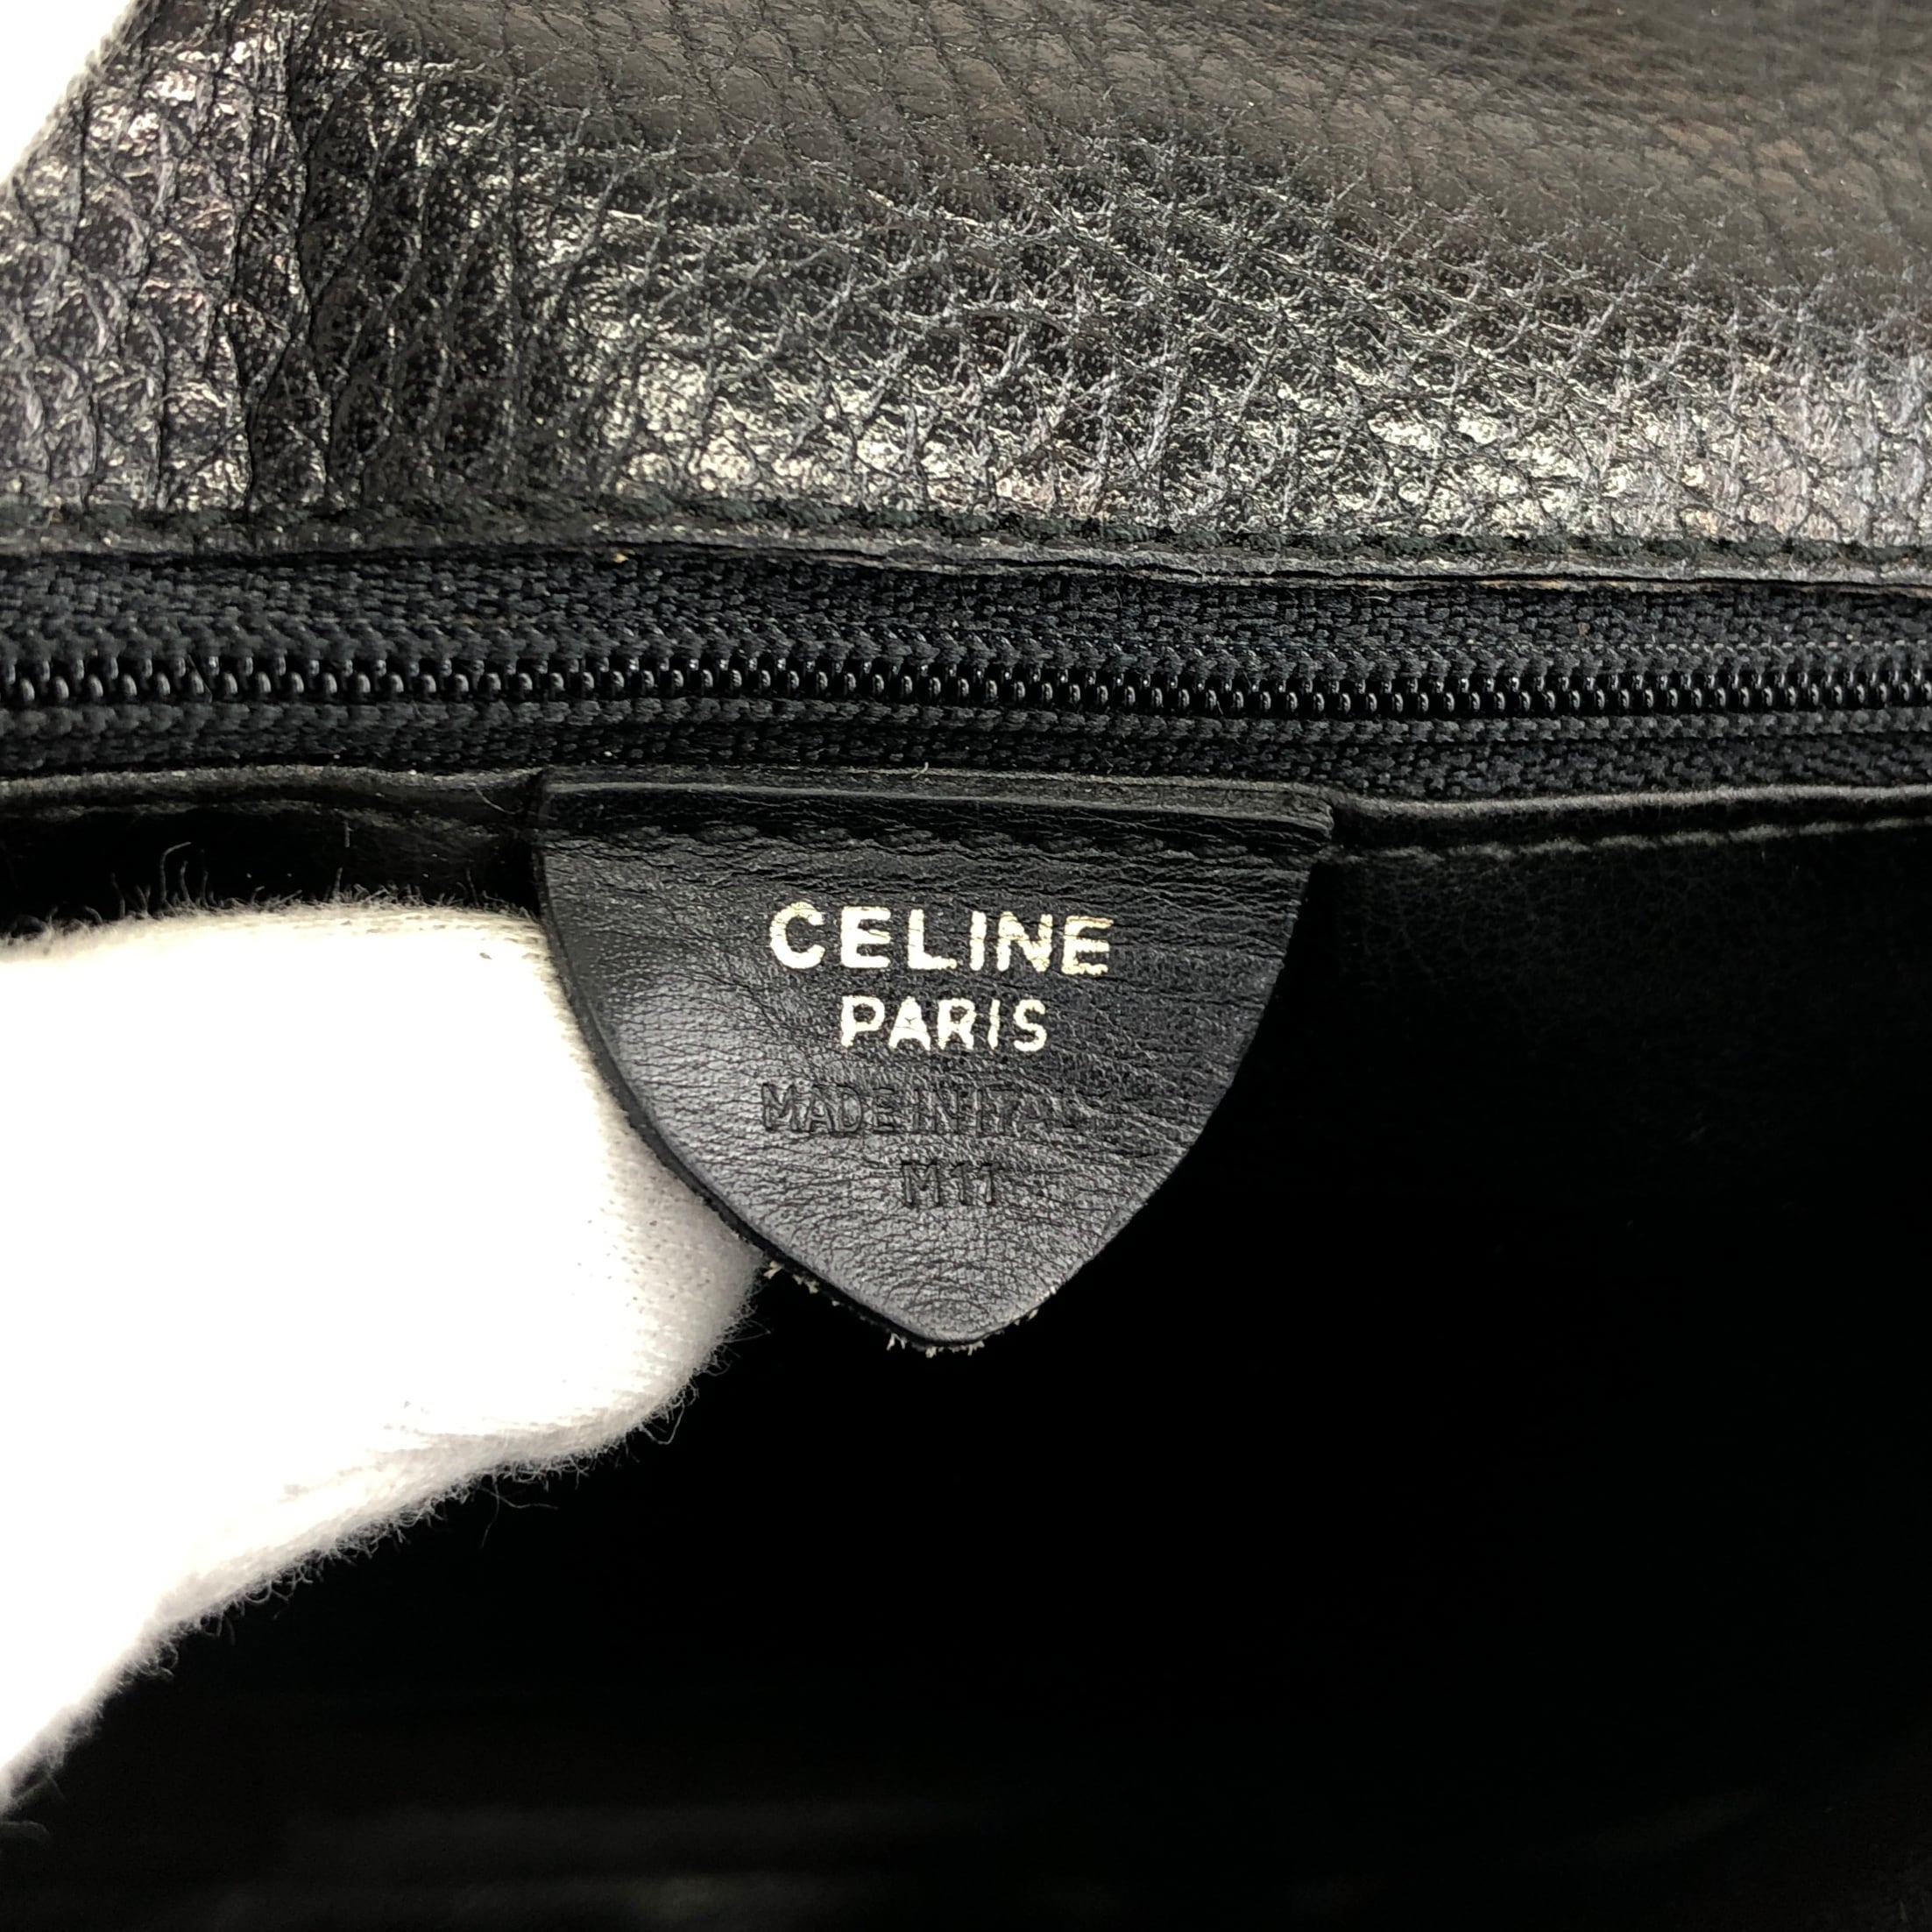 CELINE
PARIS
MADE IN ITALY
M11